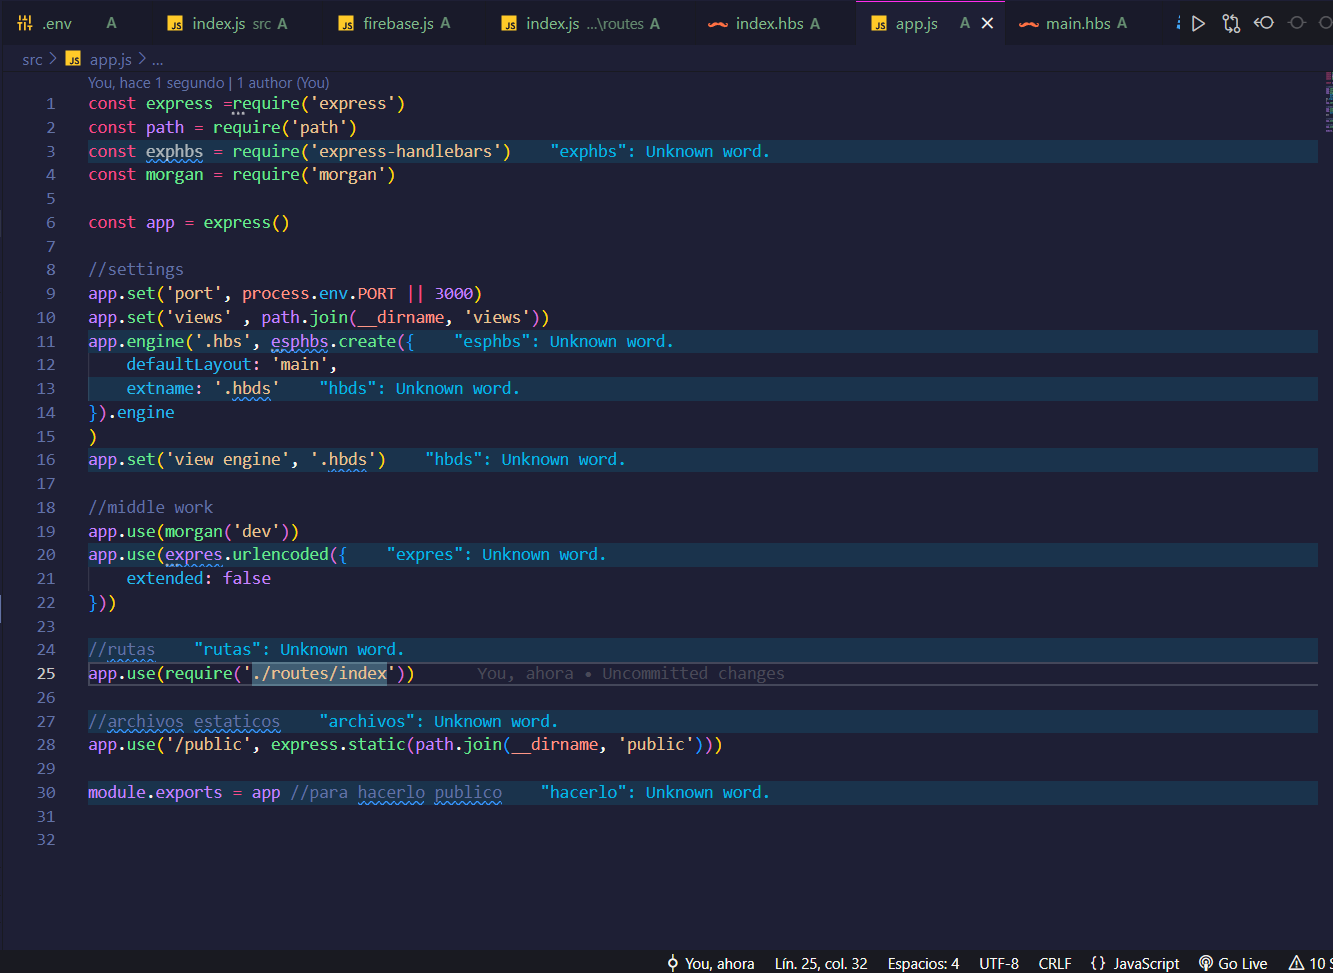 .env A index.js src A firebase.js A index.js ...\routes A index.hbs A app.js A main.hbs A
src > app.js > ...
You, hace 1 segundo | 1 author (You)
1 const express =require('express')
2 const path = require('path')
3 const exphbs = require('express-handlebars') "exphbs": Unknown word.
4 const morgan = require('morgan')
5
6 const app = express()
7
8 //settings
9 app.set('port', process.env.PORT || 3000)
10 app.set('views' , path.join(__dirname, 'views'))
11 app.engine('.hbs', esphbs.create({ "esphbs": Unknown word.
12 defaultLayout: 'main',
13 extname: '.hbds' "hbds": Unknown word.
14 }).engine
15 )
16 app.set('view engine', '.hbds') "hbds": Unknown word.
17
18 //middle work
19 app.use(morgan('dev'))
20 app.use(expres.urlencoded({ "expres": Unknown word.
21 extended: false
22 }))
23
24 //rutas "rutas": Unknown word.
25 app.use(require('./routes/index')) You, ahora • Uncommitted changes
26
27 //archivos estaticos "archivos": Unknown word.
28 app.use('/public', express.static(path.join(__dirname, 'public')))
29
30 module.exports = app //para hacerlo publico "hacerlo": Unknown word.
31
32
You, ahora Lín. 25, col. 32 Espacios: 4 UTF-8 CRLF {} JavaScript Go Live 10